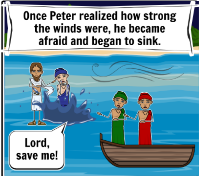 Once Peter realized how strong
the winds were, he became
afraid and began to sink.
Lord,
save me!